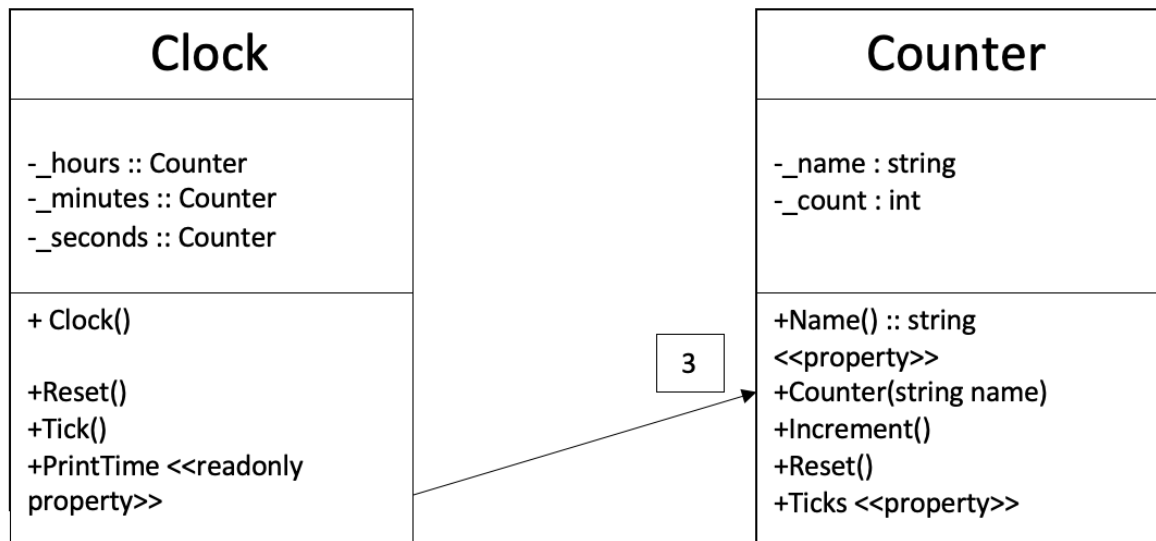 Clock
-_hours :: Counter
-_minutes :: Counter
-_seconds :: Counter
+ Clock()
+Reset()
+Tick()
+PrintTime <<readonly
property>>
3
Counter
-_name : string
-_count : int
+Name() :: string
<<property>>
+Counter(string name)
+Increment()
+Reset()
+Ticks <<property>>